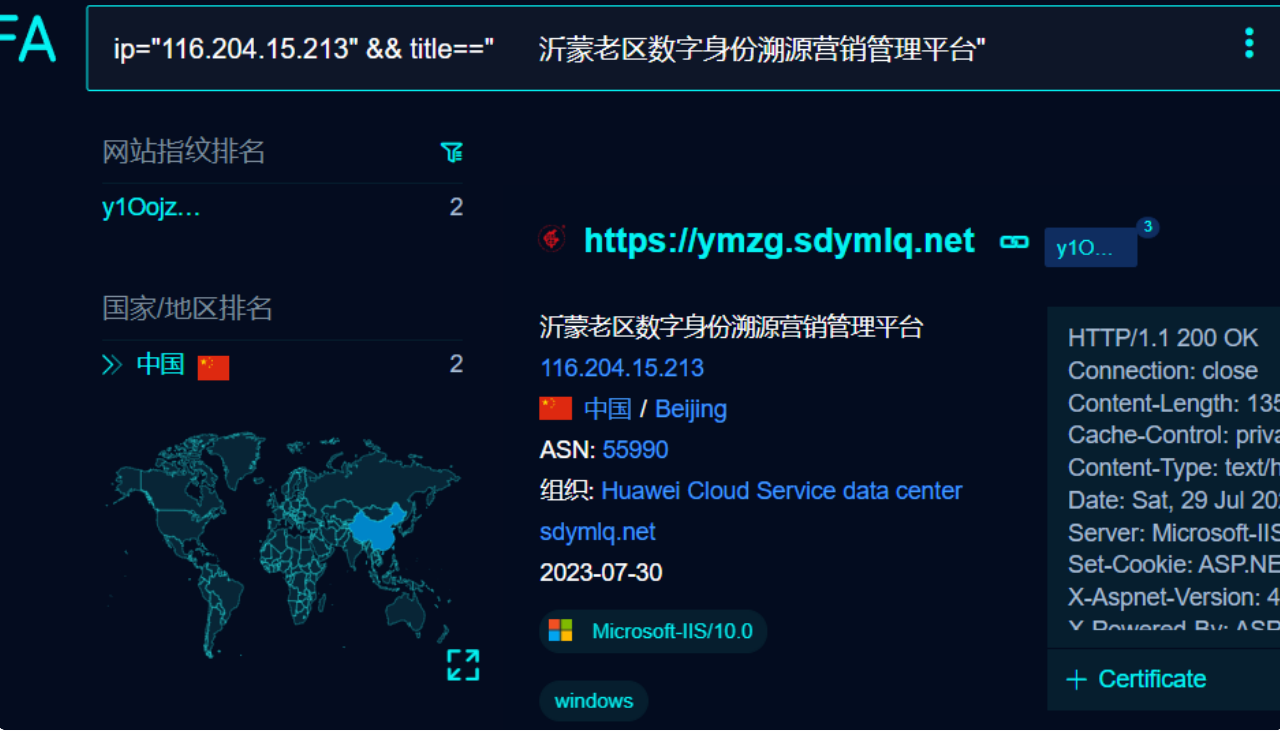 FA
ip="116.204.15.213" && title==" 沂蒙老区数字身份溯源营销管理平台"
网站指纹排名
y1Oojz... 2
国家/地区排名
中国 2
https://ymzg.sdymlq.net
y1O...
3
沂蒙老区数字身份溯源营销管理平台
116.204.15.213
中国 / Beijing
ASN: 55990
组织: Huawei Cloud Service data center
sdymlq.net
2023-07-30
Microsoft-IIS/10.0
windows
HTTP/1.1 200 OK
Connection: close
Content-Length: 135
Cache-Control: priva
Content-Type: text/h
Date: Sat, 29 Jul 202
Server: Microsoft-IIS
Set-Cookie: ASP.NE
X-Aspnet-Version: 4
X-Powered-By: ASP
+ Certificate